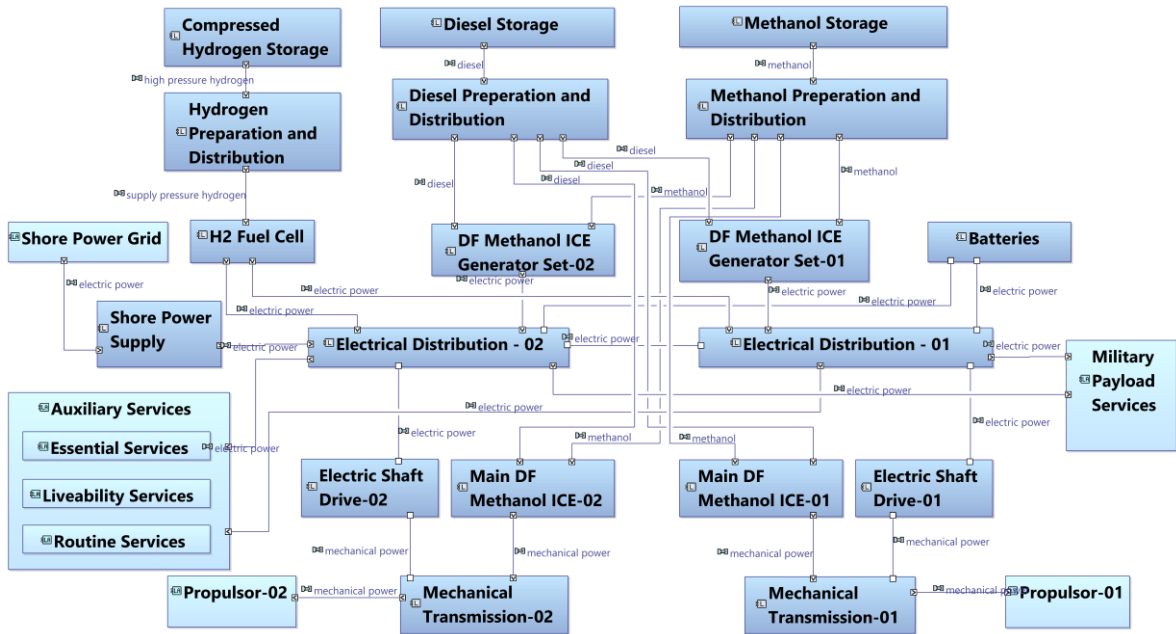 Compressed
Hydrogen Storage
Diesel Storage
Methanol Storage
high pressure hydrogen
diesel
methanol
Hydrogen
Preparation and
Distribution
Diesel Preperation and
Distribution
Methanol Preperation and
Distribution
diesel
diesel
diesel
diesel
methanol
methanol
supply pressure hydrogen
Shore Power Grid
H2 Fuel Cell
DF Methanol ICE
Generator Set-02
DF Methanol ICE
Generator Set-01
Batteries
electric power
electric power
electric power
electric power
electric power
electric power
electric power
Shore Power
Supply
electric power
Electrical Distribution - 02
electric power
Electrical Distribution - 01
electric power
Military
Payload
Services
Auxiliary Services
Essential Services
electric power
Liveability Services
Routine Services
electric power
electric power
electric power
electric power
methanol
methanol
Electric Shaft
Drive-02
Main DF
Methanol ICE-02
Main DF
Methanol ICE-01
Electric Shaft
Drive-01
mechanical power
mechanical power
mechanical power
mechanical power
Propulsor-02
mechanical power
Mechanical
Transmission-02
Mechanical
Transmission-01
mechanical power
Propulsor-01